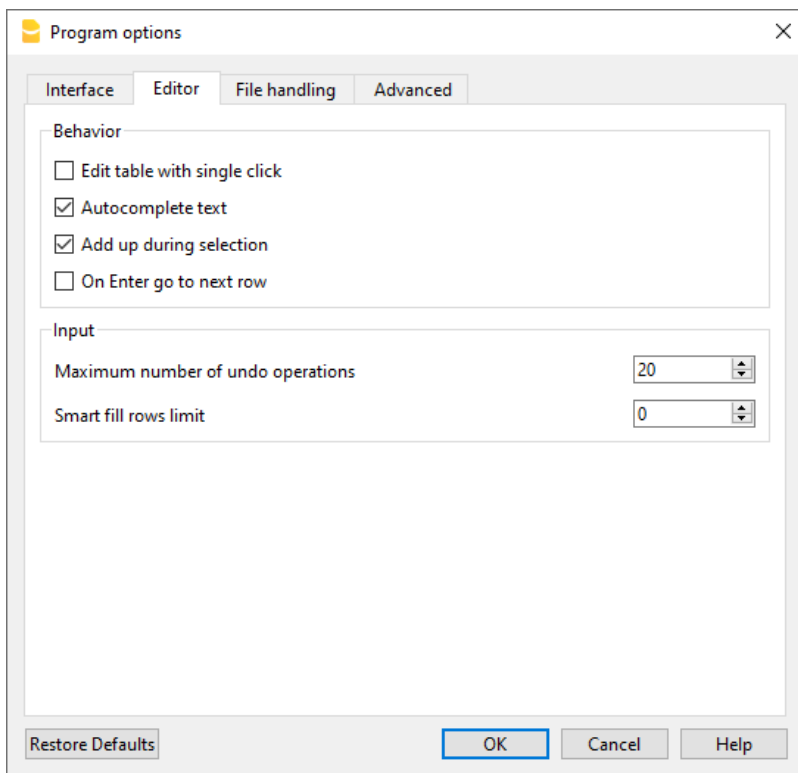 Program options
Interface Editor File handling Advanced
Behavior
Edit table with single click
Autocomplete text
Add up during selection
On Enter go to next row
Input
Maximum number of undo operations 20
Smart fill rows limit 0
Restore Defaults OK Cancel Help